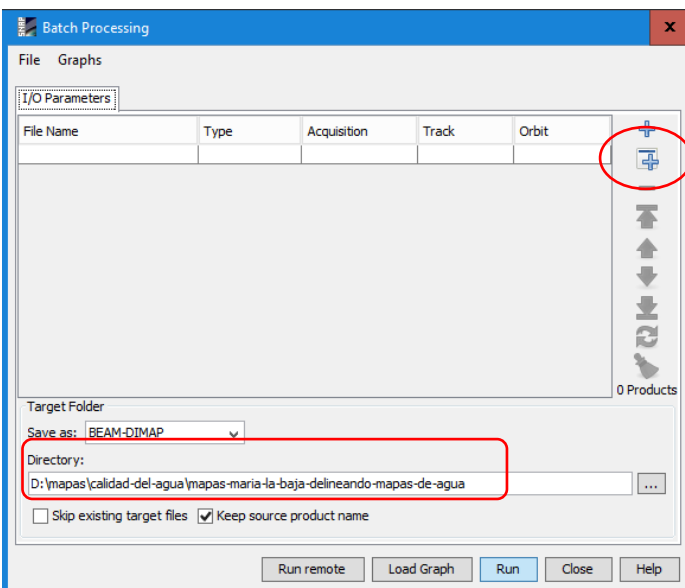 SNAP
Batch Processing
x
File Graphs
I/O Parameters
File Name Type Acquisition Track Orbit
0 Products
Target Folder
Save as: BEAM-DIMAP
Directory:
D:\mapas\calidad-del-agua\mapas-maria-la-baja-delineando-mapas-de-agua
...
Skip existing target files Keep source product name
Run remote Load Graph Run Close Help